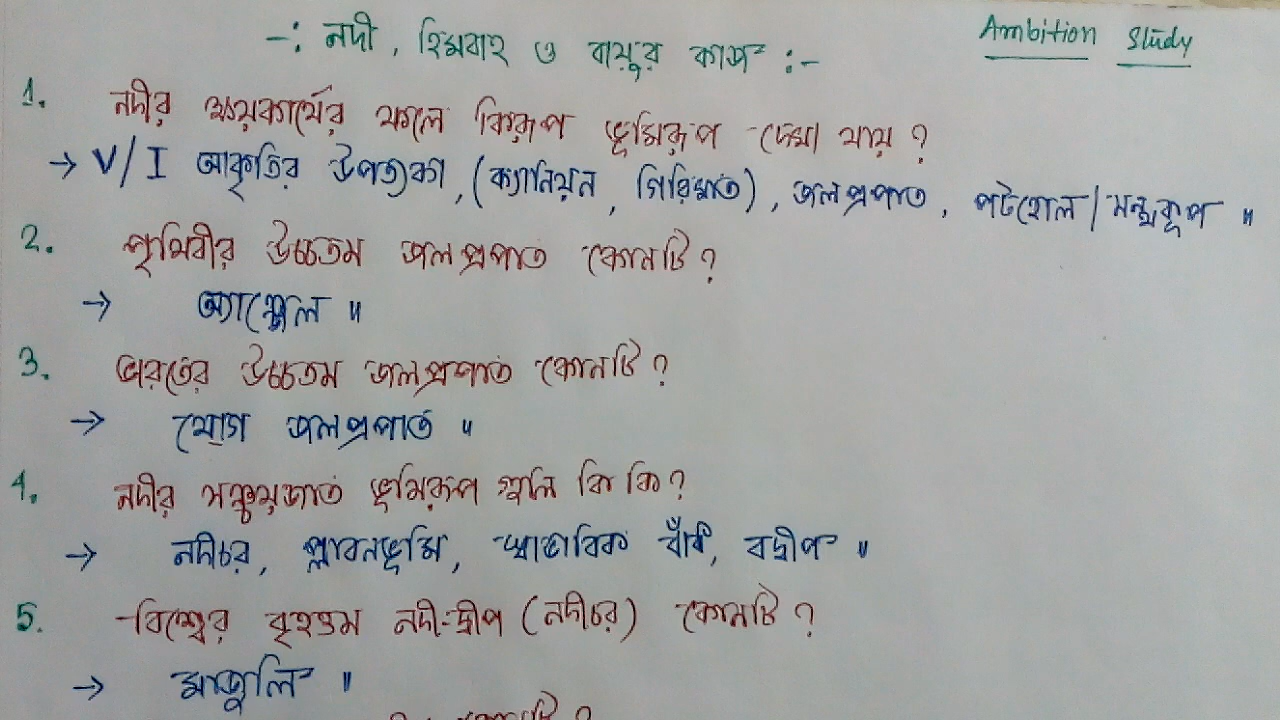 -: নদী, হিমবাহ ও বায়ুর কাজ :-
Ambition Study
1. নদীর ক্ষয়কার্যের ফলে কিরূপ ভূমিরূপ দেখা যায় ?
→ V/I আকৃতির উপত্যকা, (ক্যানিয়ন, গিরিখাত), জলপ্রপাত, পটহোল/মন্থকূপ ॥
2. পৃথিবীর উচ্চতম জলপ্রপাত কোনটি ?
→ অ্যাঞ্জেল ॥
3. ভারতের উচ্চতম জলপ্রপাত কোনটি ?
→ যোগ জলপ্রপাত ॥
4. নদীর সঞ্চয়জাত ভূমিরূপ গুলি কি কি ?
→ নদীচর, প্লাবনভূমি, স্বাভাবিক বাঁধ, বদ্বীপ ॥
5. বিশ্বের বৃহত্তম নদী-দ্বীপ (নদীচর) কোনটি ?
→ মাজুলি ॥
কোনটি ?